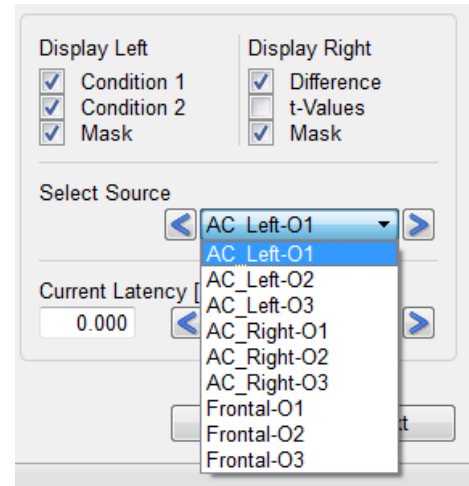 Display Left Display Right
Condition 1 Difference
Condition 2 t-Values
Mask Mask
Select Source
AC_Left-O1
AC_Left-O1
AC_Left-O2
Current Latency [
AC_Left-O3
0.000
AC_Right-O1
AC_Right-O2
AC_Right-O3
Frontal-O1
Frontal-O2
Frontal-O3